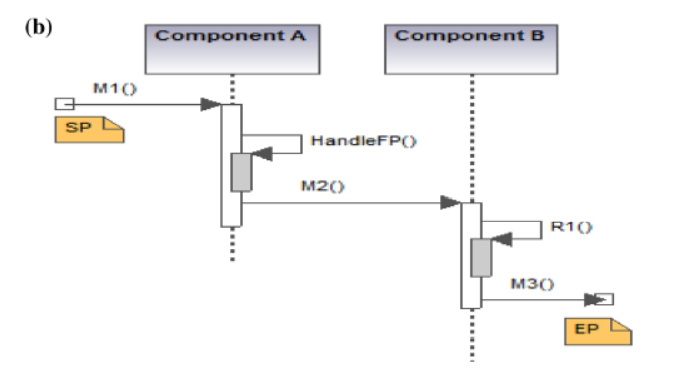 (b)
Component A
Component B
M1()
SP
HandleFP()
M2()
R1()
M3()
EP